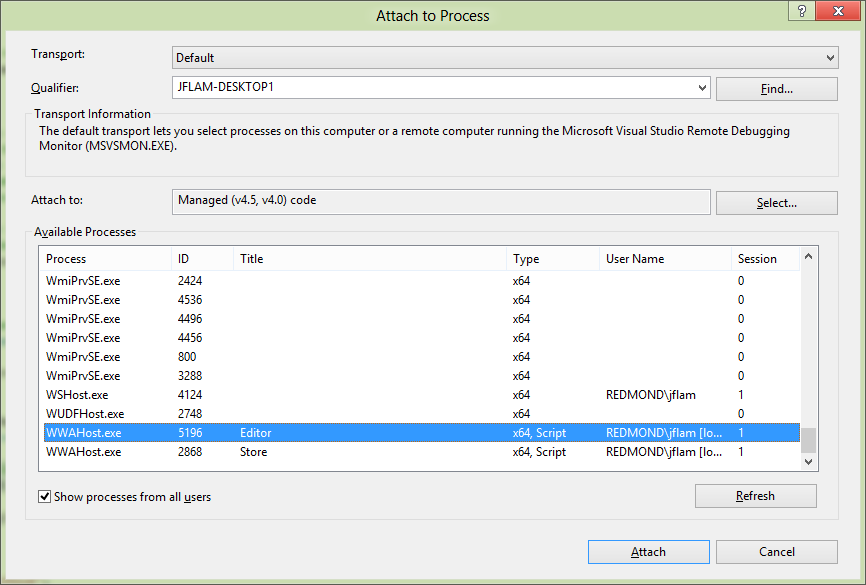 Attach to Process
?
Transport:
Default
Qualifier:
JFLAM-DESKTOP1
Find...
Transport Information
The default transport lets you select processes on this computer or a remote computer running the Microsoft Visual Studio Remote Debugging
Monitor (MSVSMON.EXE).
Attach to:
Managed (v4.5, v4.0) code
Select...
Available Processes
Process ID Title Type User Name Session
WmiPrvSE.exe 2424 x64 0
WmiPrvSE.exe 4536 x64 0
WmiPrvSE.exe 4496 x64 0
WmiPrvSE.exe 4456 x64 0
WmiPrvSE.exe 800 x64 0
WmiPrvSE.exe 3288 x64 0
WSHost.exe 4124 x64 REDMOND\jflam 1
WUDFHost.exe 2748 x64 0
WWAHost.exe 5196 Editor x64, Script REDMOND\jflam [lo... 1
WWAHost.exe 2868 Store x64, Script REDMOND\jflam [lo... 1
Show processes from all users
Refresh
Attach
Cancel